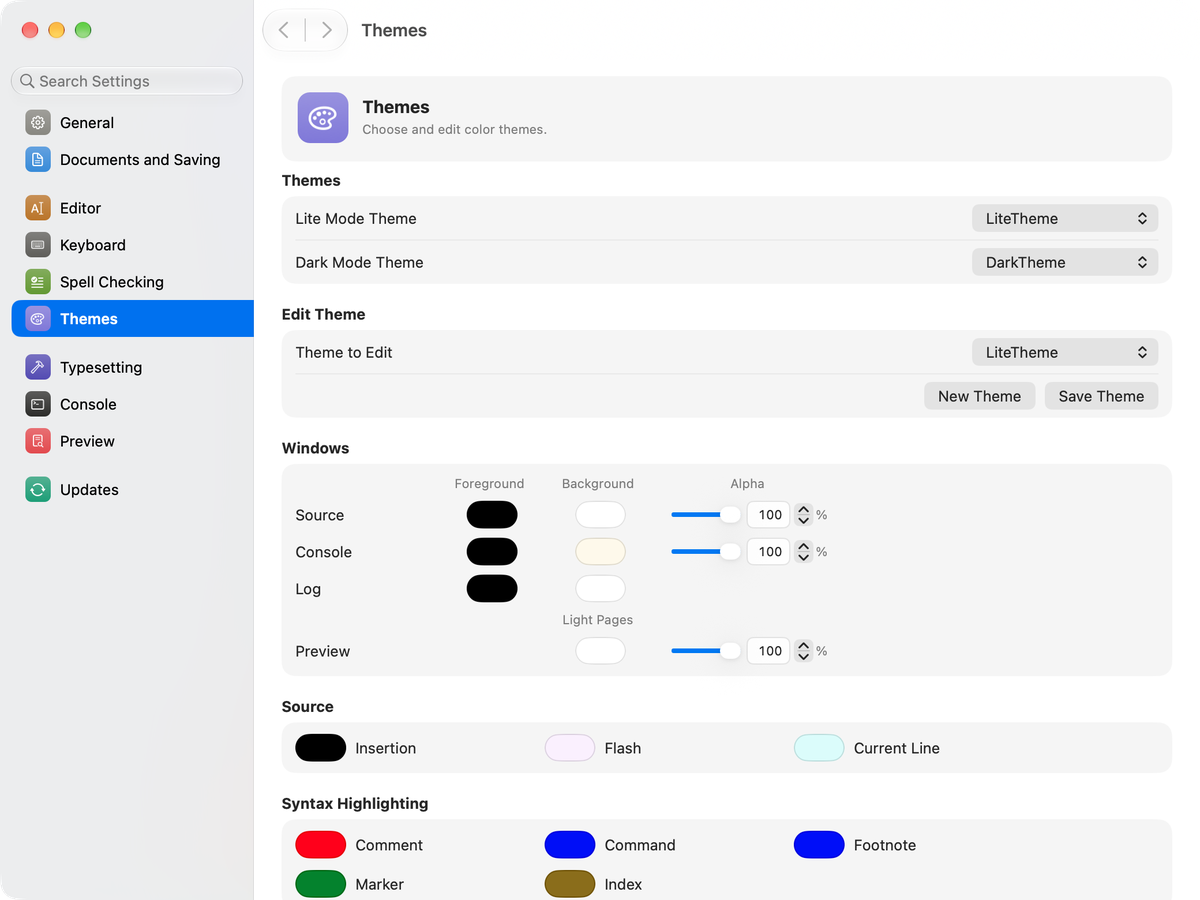 Themes
Search Settings
General
Documents and Saving
Editor
Keyboard
Spell Checking
Themes
Typesetting
Console
Preview
Updates
Themes
Choose and edit color themes.
Themes
Lite Mode Theme LiteTheme
Dark Mode Theme DarkTheme
Edit Theme
Theme to Edit LiteTheme
New Theme Save Theme
Windows
Foreground Background Alpha
Source 100 %
Console 100 %
Log
Light Pages
Preview 100 %
Source
Insertion Flash Current Line
Syntax Highlighting
Comment Command Footnote
Marker Index